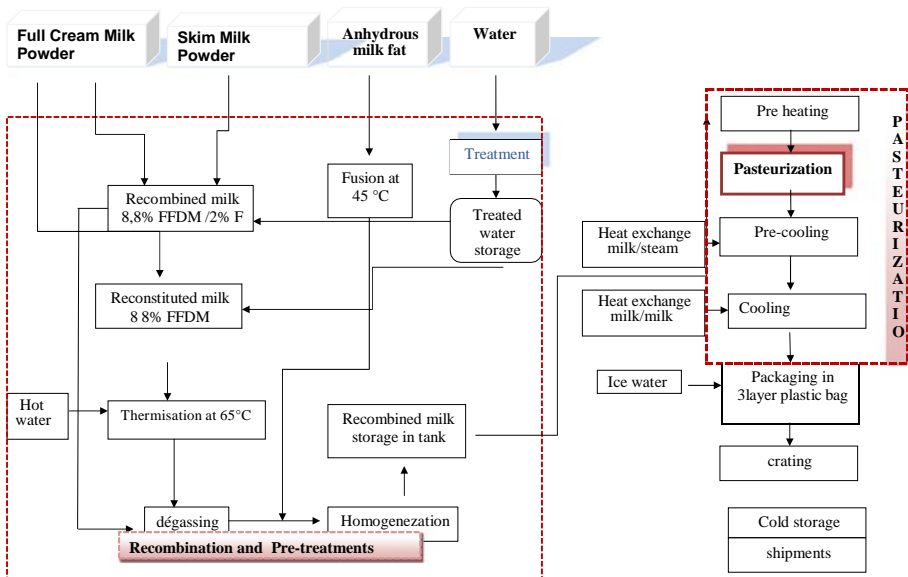 Full Cream Milk
Powder
Skim Milk
Powder
Anhydrous
milk fat
Water
Treatment
Fusion at
45 °C
Recombined milk
8,8% FFDM /2% F
Treated
water
storage
Reconstituted milk
8 8% FFDM
Hot
water
Thermisation at 65°C
Recombined milk
storage in tank
dégassing
Homogenezation
Recombination and Pre-treatments
Pre heating
Pasteurization
Heat exchange
milk/steam
Pre-cooling
Heat exchange
milk/milk
Cooling
PASTEURIZATIO
Ice water
Packaging in
3layer plastic bag
crating
Cold storage
shipments